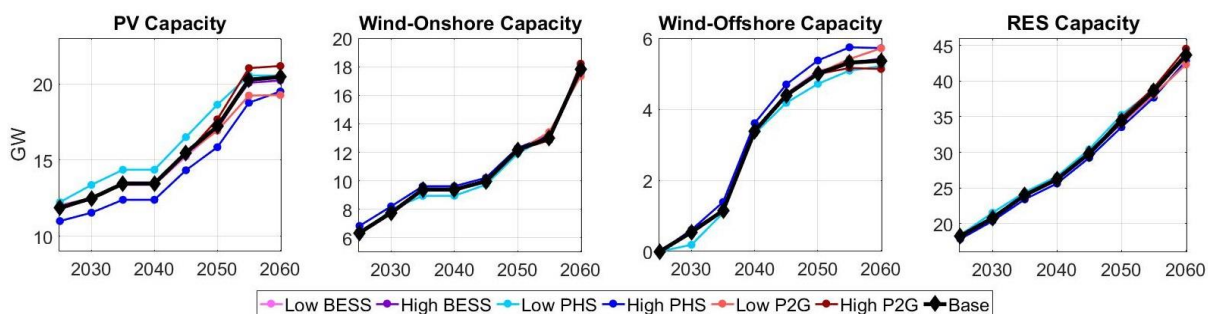 PV Capacity
GW
20
15
10
2030 2040 2050 2060
Wind-Onshore Capacity
20
18
16
14
12
10
8
6
2030 2040 2050 2060
Wind-Offshore Capacity
6
4
2
0
2030 2040 2050 2060
RES Capacity
45
40
35
30
25
20
2030 2040 2050 2060
Low BESS High BESS Low PHS High PHS Low P2G High P2G Base